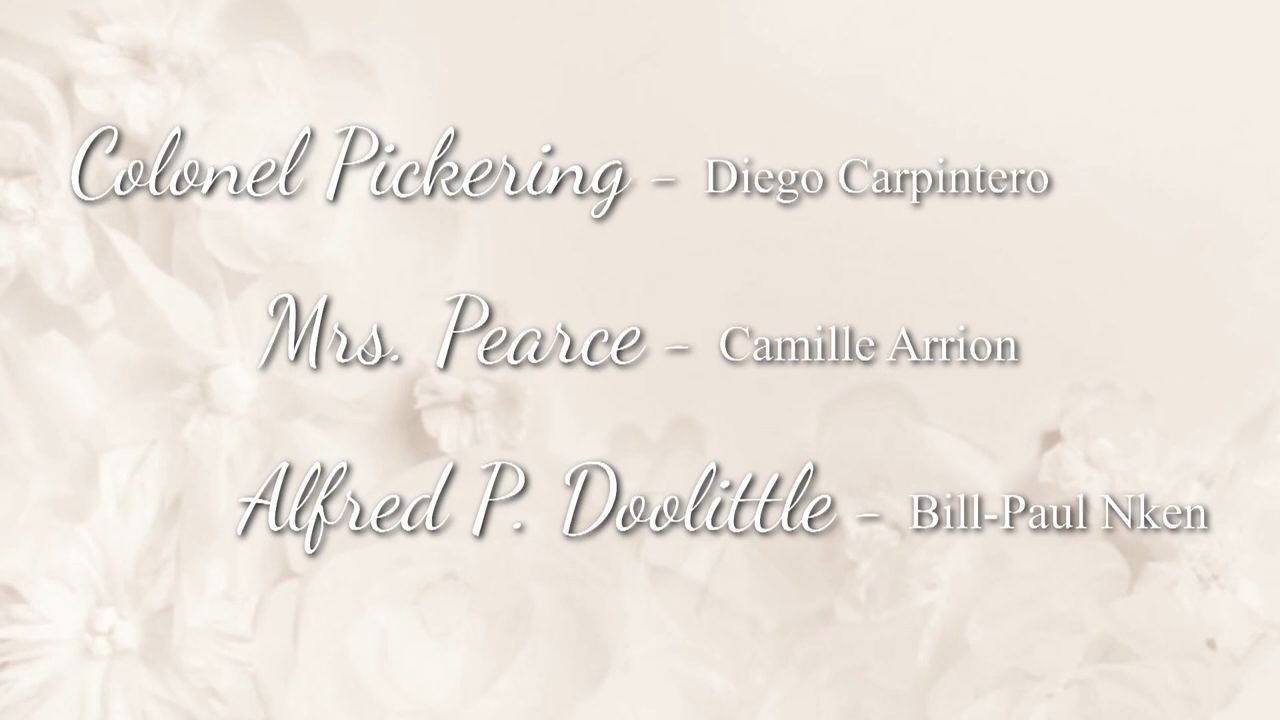 Colonel Pickering – Diego Carpintero
Mrs. Pearce – Camille Arrion
Alfred P. Doolittle – Bill-Paul Nken